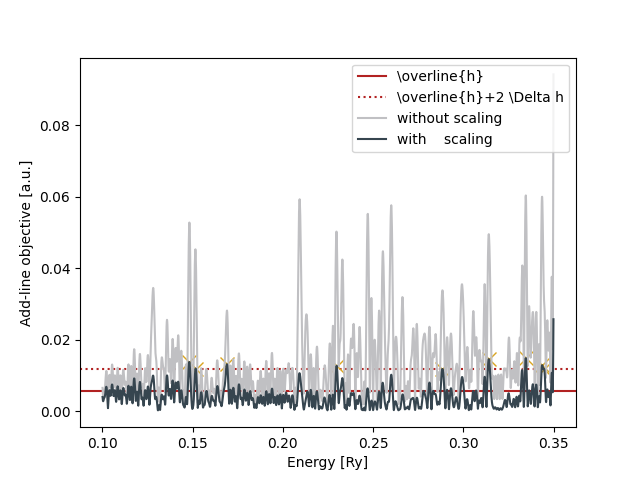 \overline{h}
\overline{h}+2 \Delta h
without scaling
with    scaling
Add-line objective [a.u.]
0.08
0.06
0.04
0.02
0.00
0.10 0.15 0.20 0.25 0.30 0.35
Energy [Ry]